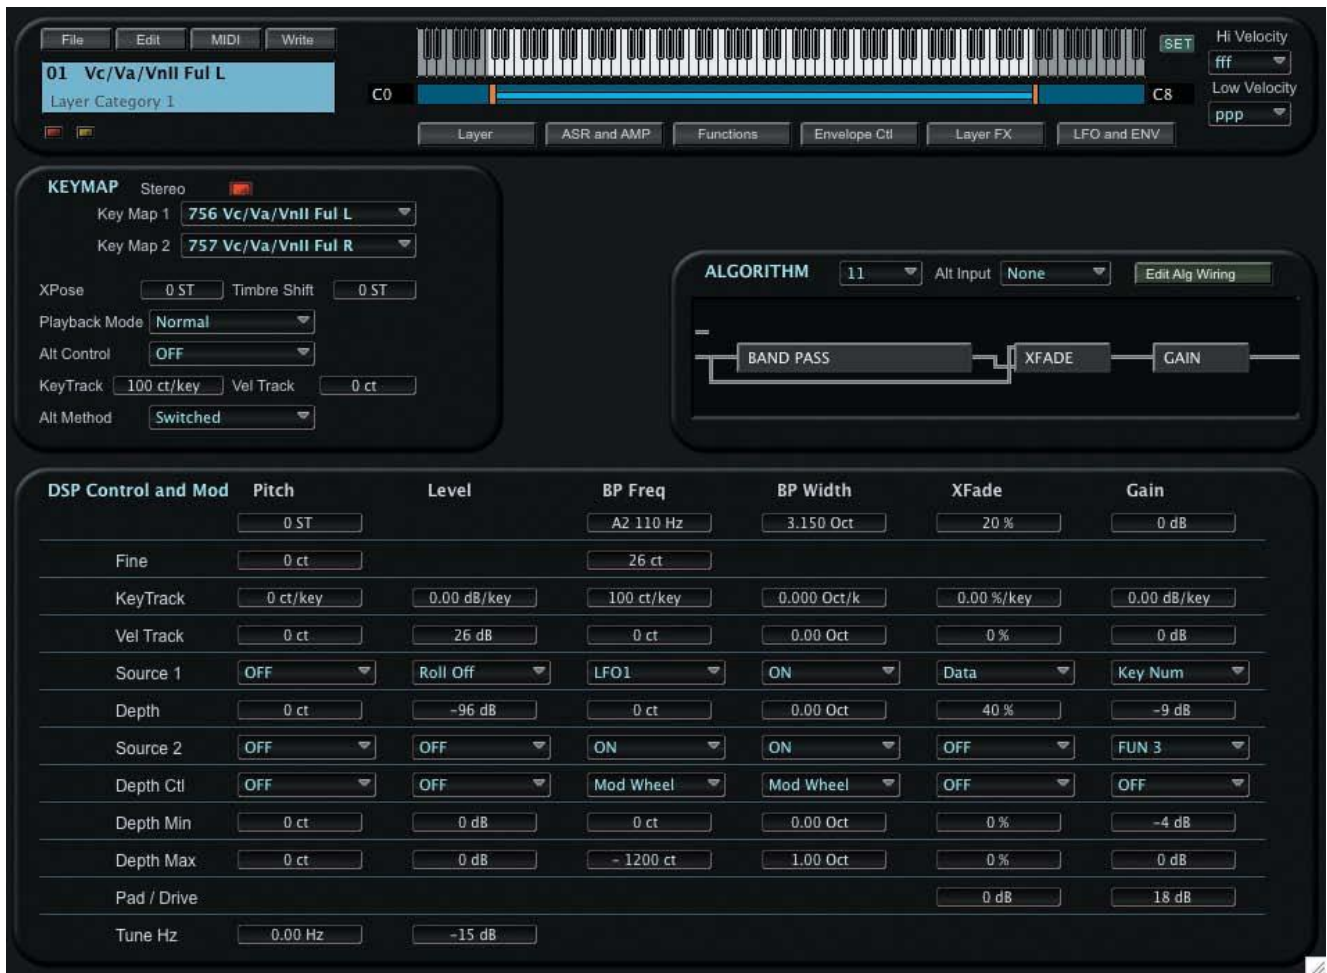 File Edit MIDI Write
01 Vc/Va/VnII Ful L
Layer Category 1
C0 C8
SET
Hi Velocity
fff
Low Velocity
ppp
Layer ASR and AMP Functions Envelope Ctl Layer FX LFO and ENV
KEYMAP Stereo
Key Map 1 756 Vc/Va/VnII Ful L
Key Map 2 757 Vc/Va/VnII Ful R
XPose 0 ST Timbre Shift 0 ST
Playback Mode Normal
Alt Control OFF
KeyTrack 100 ct/key Vel Track 0 ct
Alt Method Switched
ALGORITHM 11 Alt Input None Edit Alg Wiring
BAND PASS XFADE GAIN
DSP Control and Mod Pitch Level BP Freq BP Width XFade Gain
0 ST A2 110 Hz 3.150 Oct 20 % 0 dB
Fine 0 ct 26 ct
KeyTrack 0 ct/key 0.00 dB/key 100 ct/key 0.000 Oct/k 0.00 %/key 0.00 dB/key
Vel Track 0 ct 26 dB 0 ct 0.00 Oct 0 % 0 dB
Source 1 OFF Roll Off LFO1 ON Data Key Num
Depth 0 ct -96 dB 0 ct 0.00 Oct 40 % -9 dB
Source 2 OFF OFF ON ON OFF FUN 3
Depth Ctl OFF OFF Mod Wheel Mod Wheel OFF OFF
Depth Min 0 ct 0 dB 0 ct 0.00 Oct 0 % -4 dB
Depth Max 0 ct 0 dB - 1200 ct 1.00 Oct 0 % 0 dB
Pad / Drive 0 dB 18 dB
Tune Hz 0.00 Hz -15 dB